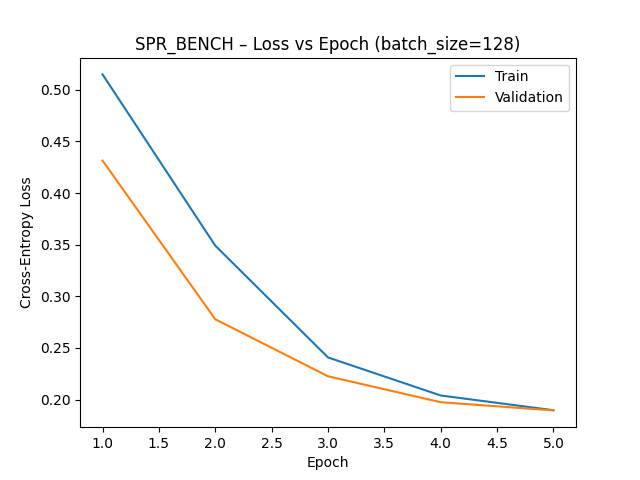 SPR_BENCH – Loss vs Epoch (batch_size=128)
Train
Validation
Cross-Entropy Loss
0.50
0.45
0.40
0.35
0.30
0.25
0.20
1.0 1.5 2.0 2.5 3.0 3.5 4.0 4.5 5.0
Epoch